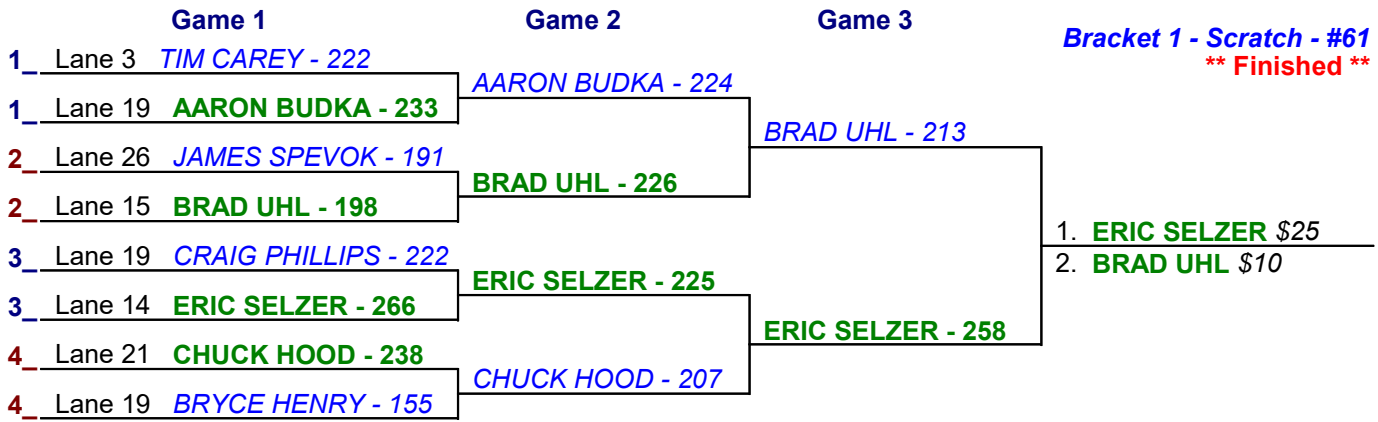 Game 1 Game 2 Game 3
Bracket 1 - Scratch - #61
** Finished **
1_ Lane 3 TIM CAREY - 222
AARON BUDKA - 224
1_ Lane 19 AARON BUDKA - 233
BRAD UHL - 213
2_ Lane 26 JAMES SPEVOK - 191
BRAD UHL - 226
2_ Lane 15 BRAD UHL - 198
1. ERIC SELZER $25
2. BRAD UHL $10
3_ Lane 19 CRAIG PHILLIPS - 222
ERIC SELZER - 225
3_ Lane 14 ERIC SELZER - 266
ERIC SELZER - 258
4_ Lane 21 CHUCK HOOD - 238
CHUCK HOOD - 207
4_ Lane 19 BRYCE HENRY - 155